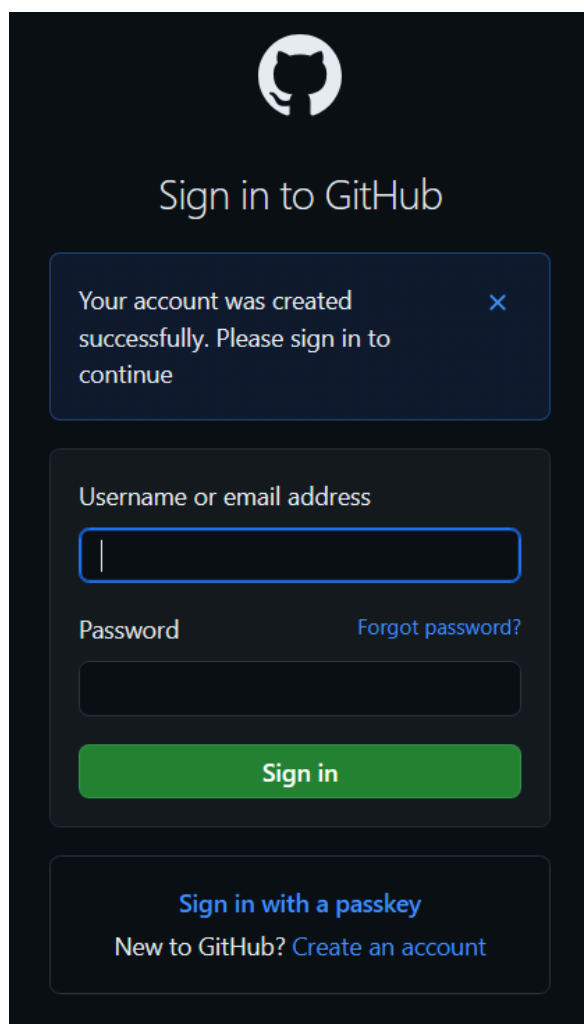 Sign in to GitHub
Your account was created
successfully. Please sign in to
continue
Username or email address
Password
Forgot password?
Sign in
Sign in with a passkey
New to GitHub? Create an account